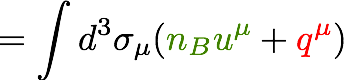 = ∫ d³σ_μ(n_B u^μ + q^μ)